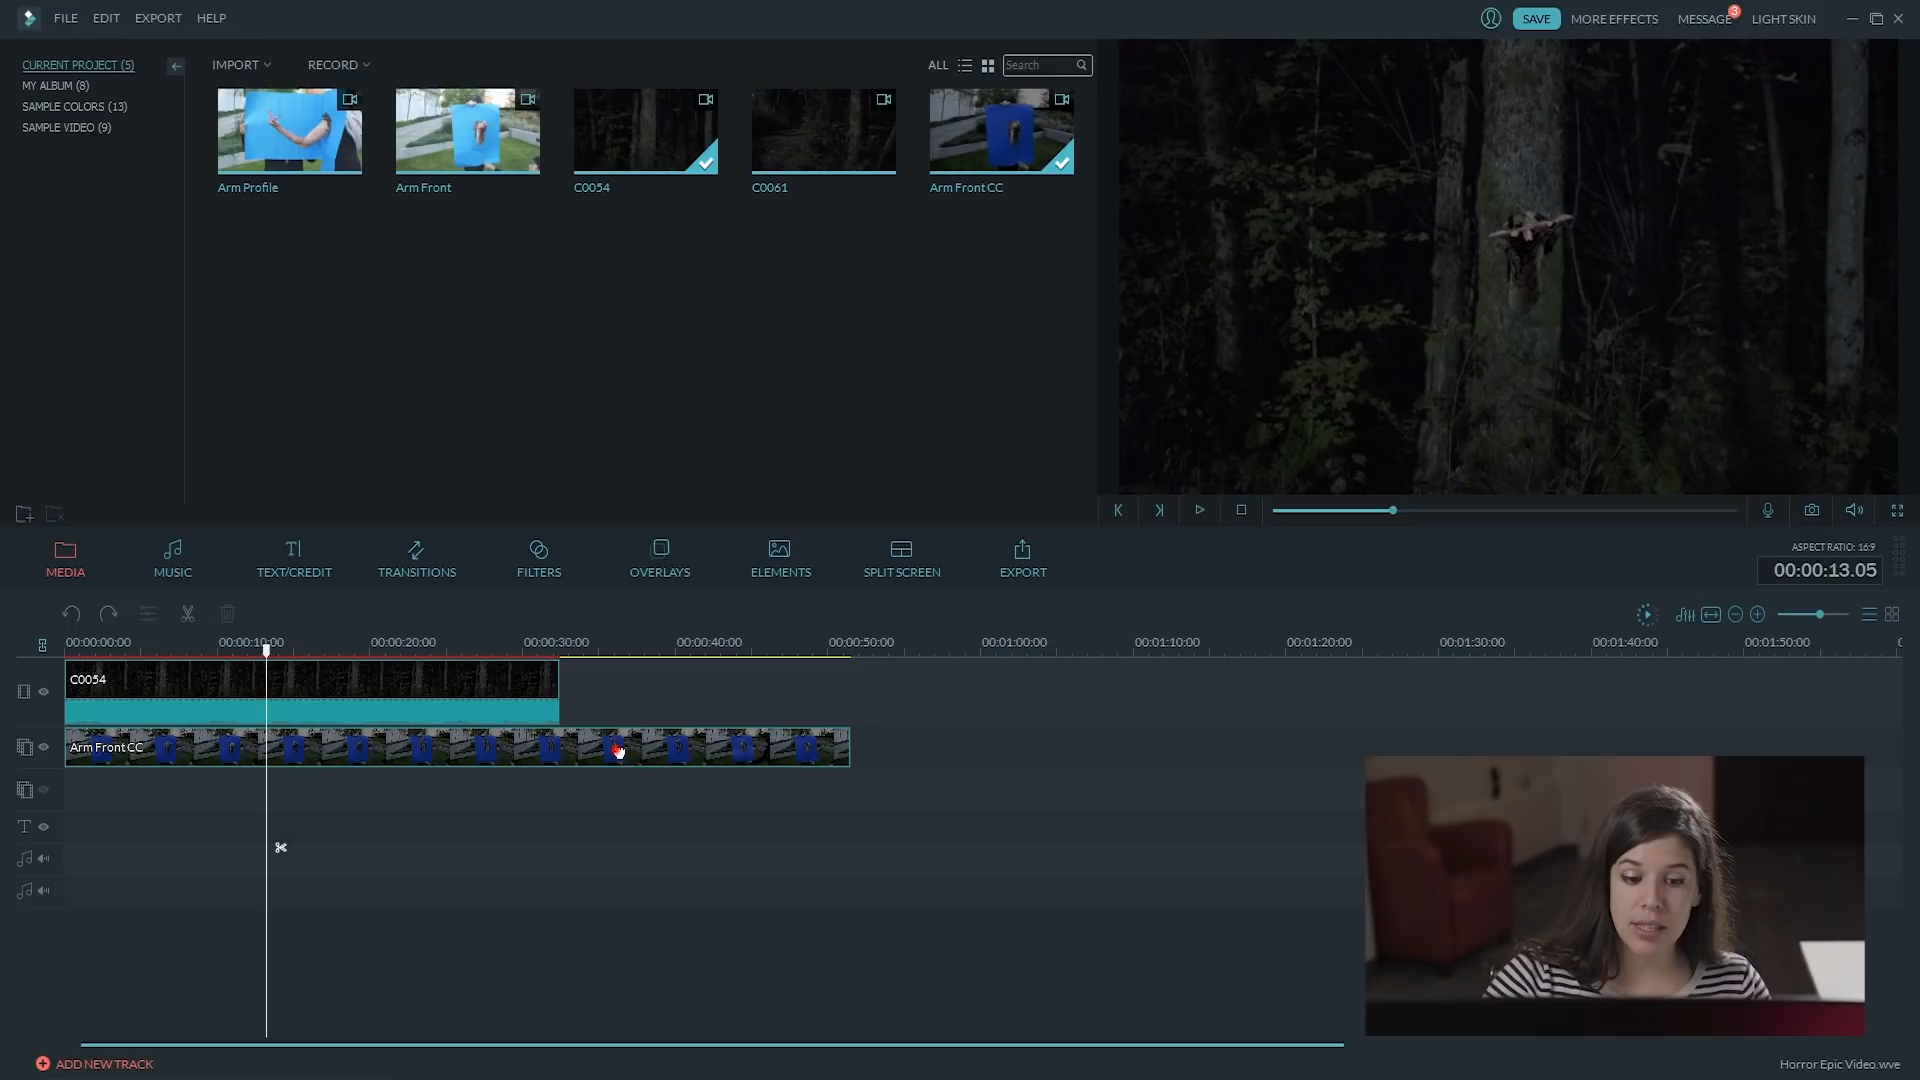 FILE EDIT EXPORT HELP
SAVE MORE EFFECTS MESSAGE 3 LIGHT SKIN
CURRENT PROJECT (5)
MY ALBUM (8)
SAMPLE COLORS (13)
SAMPLE VIDEO (9)
IMPORT RECORD ALL Search
Arm Profile Arm Front C0054 C0061 Arm Front CC
MEDIA MUSIC TEXT/CREDIT TRANSITIONS FILTERS OVERLAYS ELEMENTS SPLIT SCREEN EXPORT
ASPECT RATIO: 16:9
00:00:13.05
00:00:00:00 00:00:10:00 00:00:20:00 00:00:30:00 00:00:40:00 00:00:50:00 00:01:00:00 00:01:10:00 00:01:20:00 00:01:30:00 00:01:40:00 00:01:50:00
C0054
Arm Front CC
ADD NEW TRACK
Horror Epic Video.wve